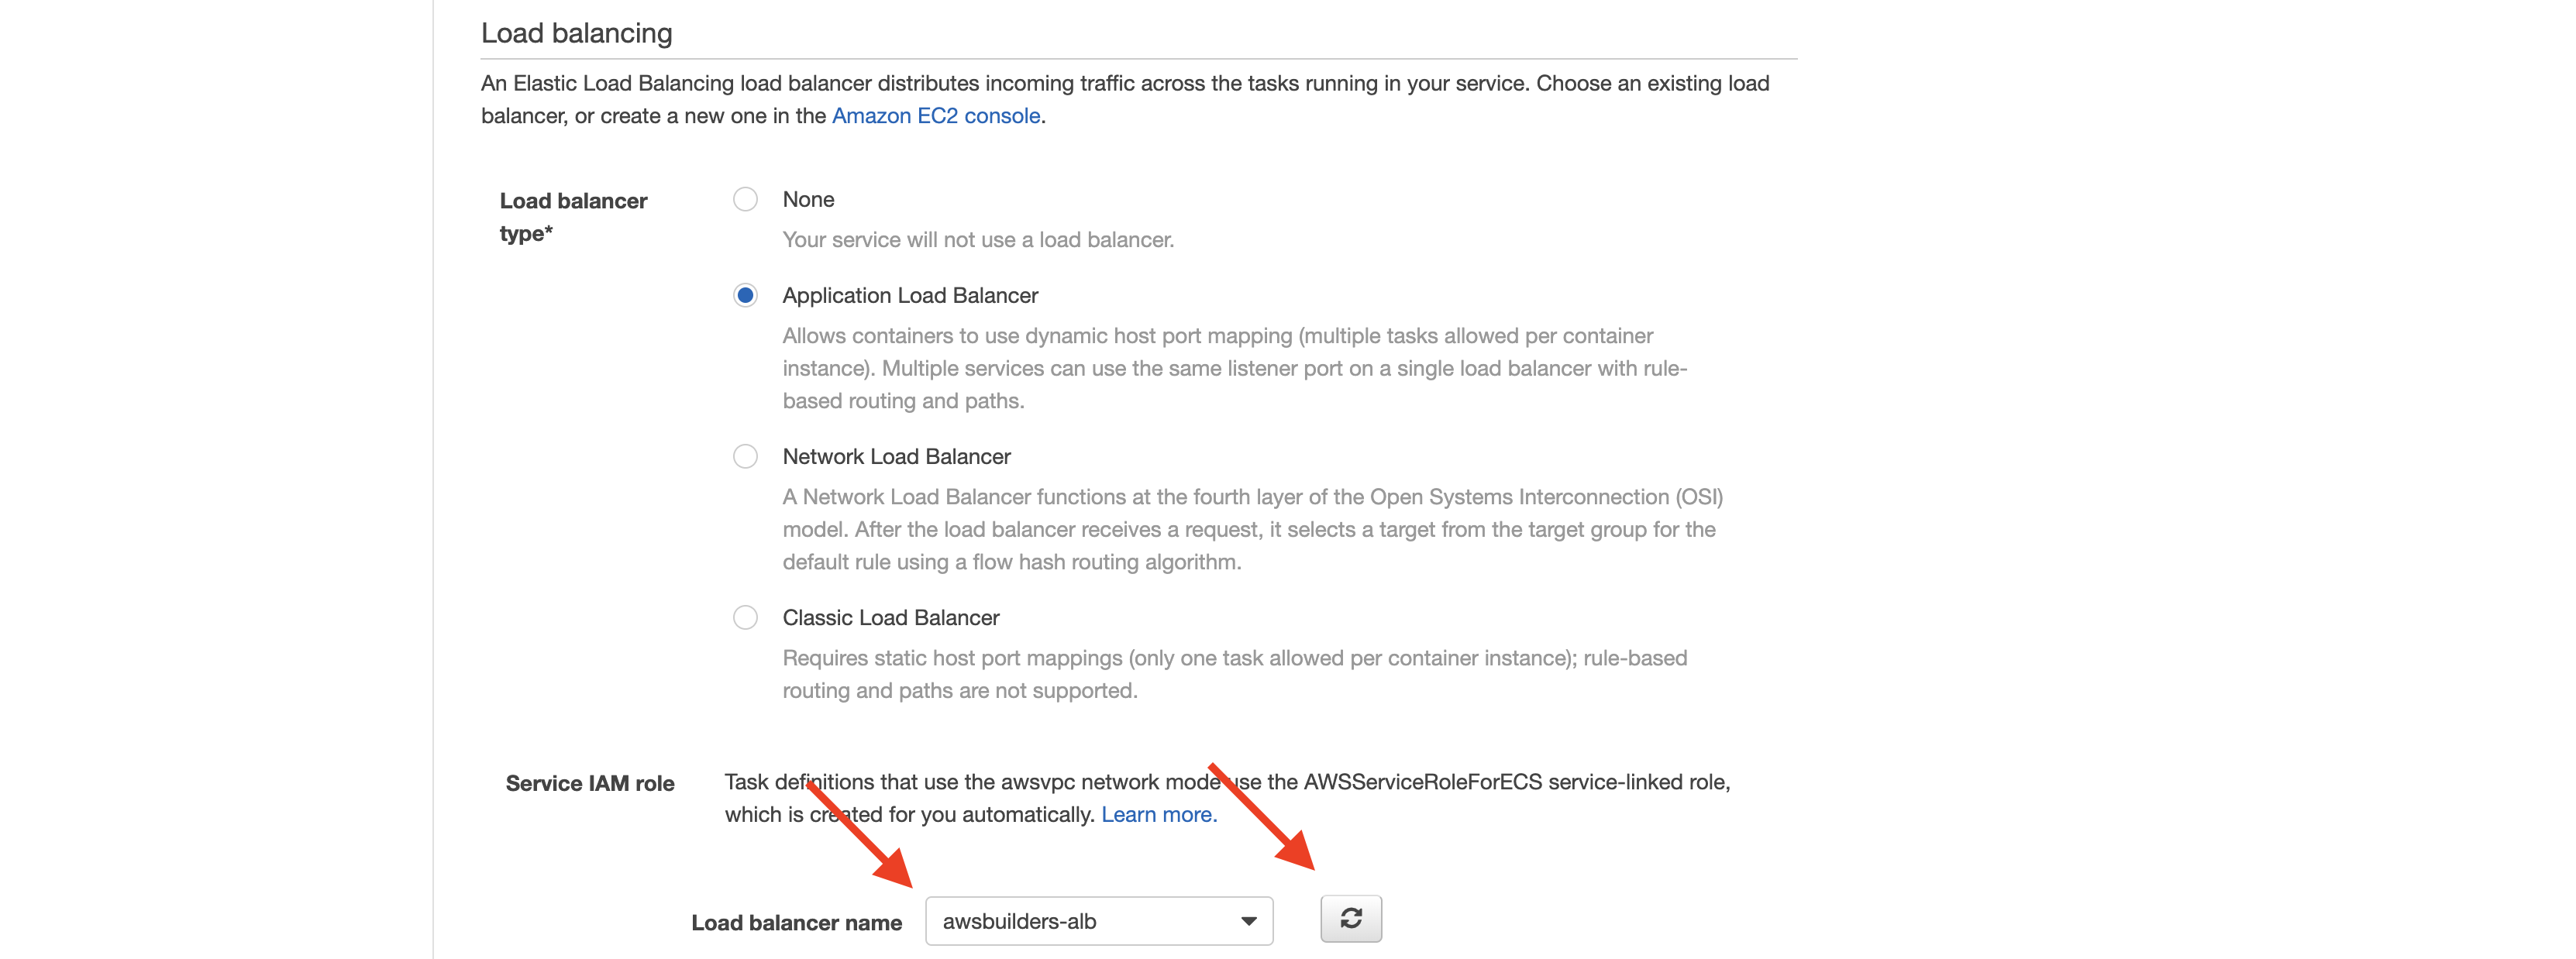 Load balancing
An Elastic Load Balancing load balancer distributes incoming traffic across the tasks running in your service. Choose an existing load
balancer, or create a new one in the Amazon EC2 console.
Load balancer
type*
None
Your service will not use a load balancer.
Application Load Balancer
Allows containers to use dynamic host port mapping (multiple tasks allowed per container
instance). Multiple services can use the same listener port on a single load balancer with rule-
based routing and paths.
Network Load Balancer
A Network Load Balancer functions at the fourth layer of the Open Systems Interconnection (OSI)
model. After the load balancer receives a request, it selects a target from the target group for the
default rule using a flow hash routing algorithm.
Classic Load Balancer
Requires static host port mappings (only one task allowed per container instance); rule-based
routing and paths are not supported.
Service IAM role
Task definitions that use the awsvpc network mode use the AWSServiceRoleForECS service-linked role,
which is created for you automatically. Learn more.
Load balancer name
awsbuilders-alb